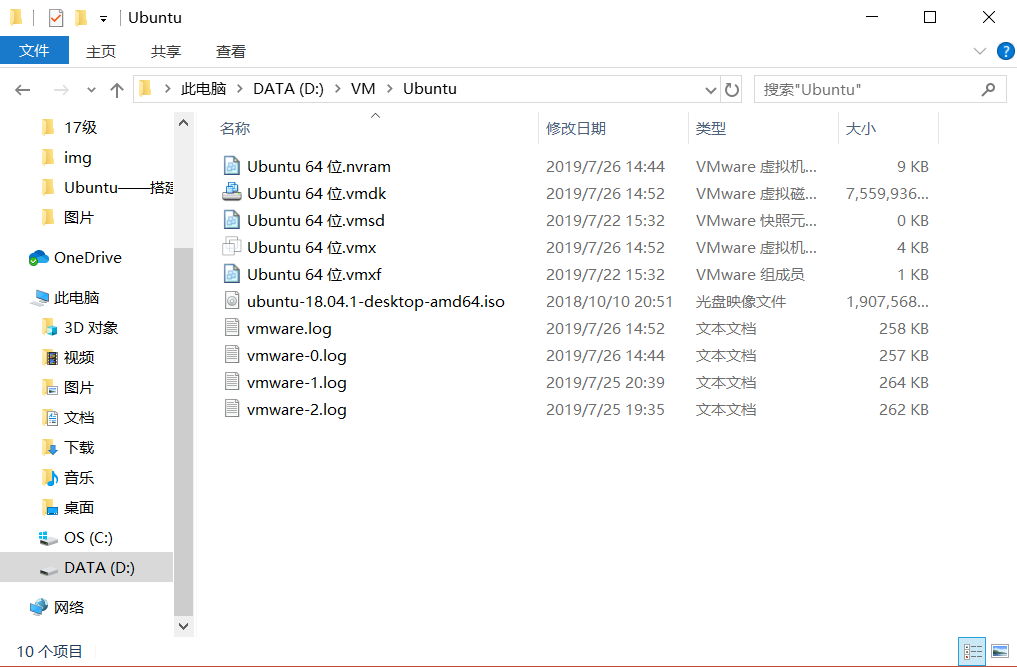 Ubuntu
文件 主页 共享 查看
此电脑 DATA (D:) VM Ubuntu 搜索"Ubuntu"
名称 修改日期 类型 大小
Ubuntu 64 位.nvram 2019/7/26 14:44 VMware 虚拟机... 9 KB
Ubuntu 64 位.vmdk 2019/7/26 14:52 VMware 虚拟磁... 7,559,936...
Ubuntu 64 位.vmsd 2019/7/22 15:32 VMware 快照元... 0 KB
Ubuntu 64 位.vmx 2019/7/26 14:52 VMware 虚拟机... 4 KB
Ubuntu 64 位.vmxf 2019/7/22 15:32 VMware 组成员 1 KB
ubuntu-18.04.1-desktop-amd64.iso 2018/10/10 20:51 光盘映像文件 1,907,568...
vmware.log 2019/7/26 14:52 文本文档 258 KB
vmware-0.log 2019/7/26 14:44 文本文档 257 KB
vmware-1.log 2019/7/25 20:39 文本文档 264 KB
vmware-2.log 2019/7/25 19:35 文本文档 262 KB
17级
img
Ubuntu——搭建
图片
OneDrive
此电脑
3D 对象
视频
图片
文档
下载
音乐
桌面
OS (C:)
DATA (D:)
网络
10 个项目